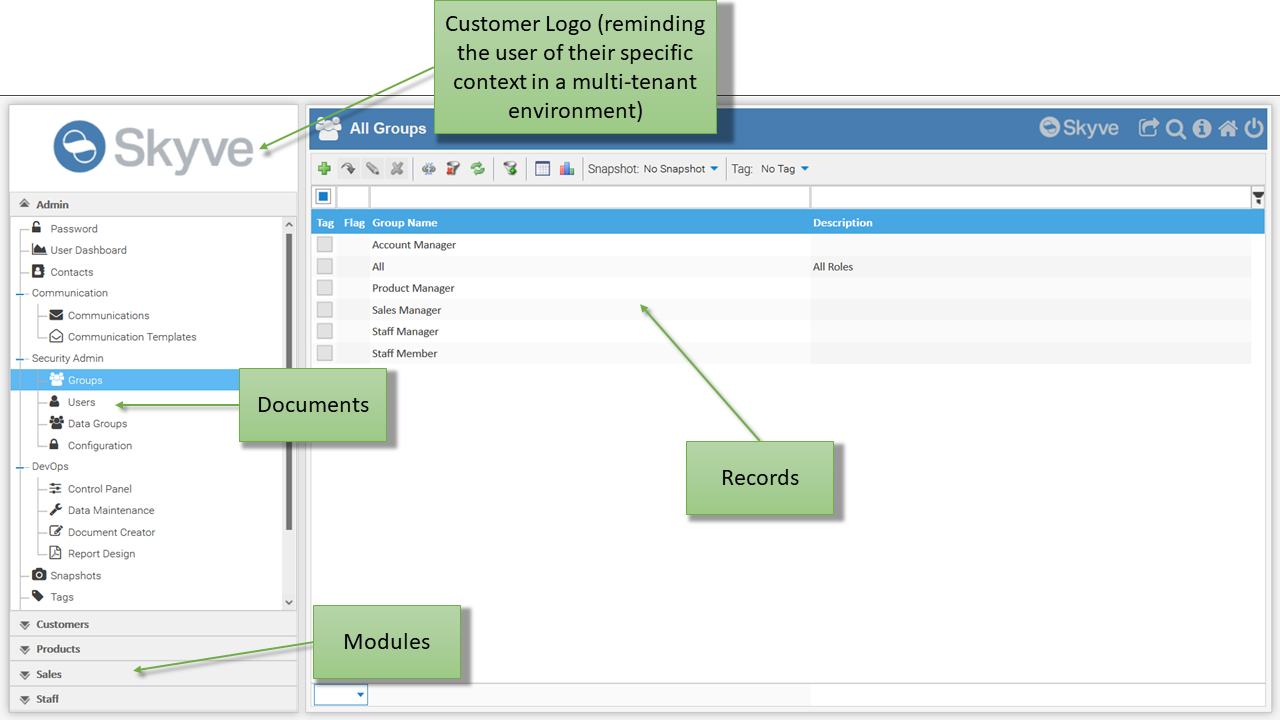 Customer Logo (reminding
the user of their specific
context in a multi-tenant
environment)
Skyve
Admin
Password
User Dashboard
Contacts
Communication
Communications
Communication Templates
Security Admin
Groups
Users
Data Groups
Configuration
DevOps
Control Panel
Data Maintenance
Document Creator
Report Design
Snapshots
Tags
Customers
Products
Sales
Staff
Documents
Modules
All Groups
Skyve
Snapshot: No Snapshot Tag: No Tag
Tag Flag Group Name Description
Account Manager
All All Roles
Product Manager
Sales Manager
Staff Manager
Staff Member
Records